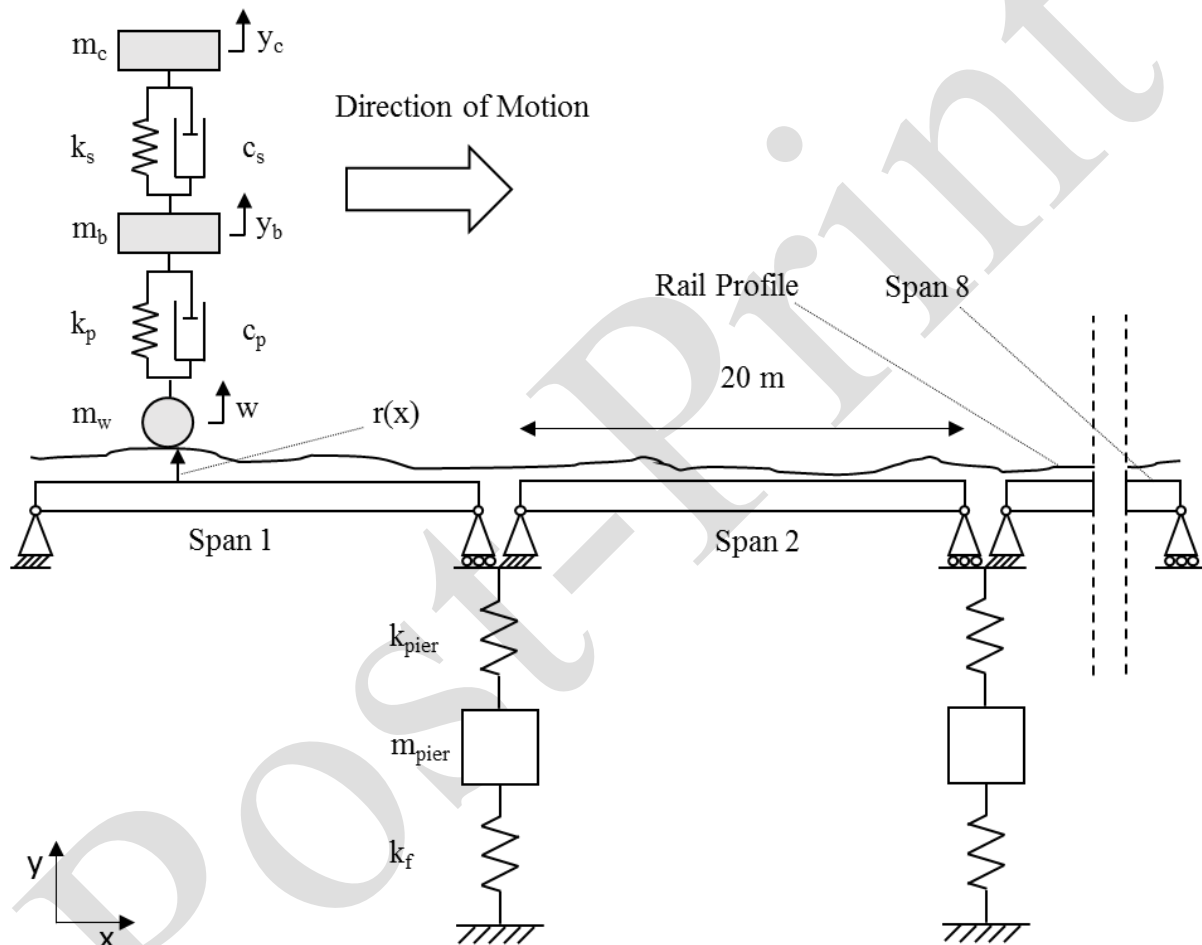 m_c
y_c
Direction of Motion
k_s
c_s
m_b
y_b
Rail Profile
Span 8
k_p
c_p
20 m
m_w
w
r(x)
Span 1
Span 2
k_pier
m_pier
k_f
y
x
Post-Print